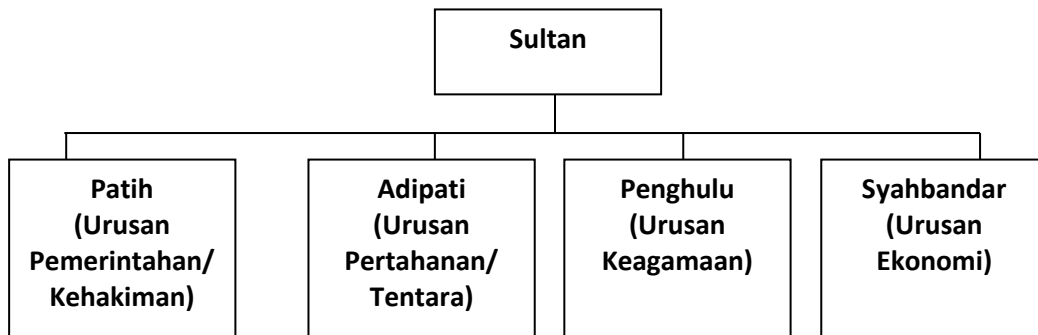 Sultan
Patih
(Urusan
Pemerintahan/
Kehakiman)
Adipati
(Urusan
Pertahanan/
Tentara)
Penghulu
(Urusan
Keagamaan)
Syahbandar
(Urusan
Ekonomi)